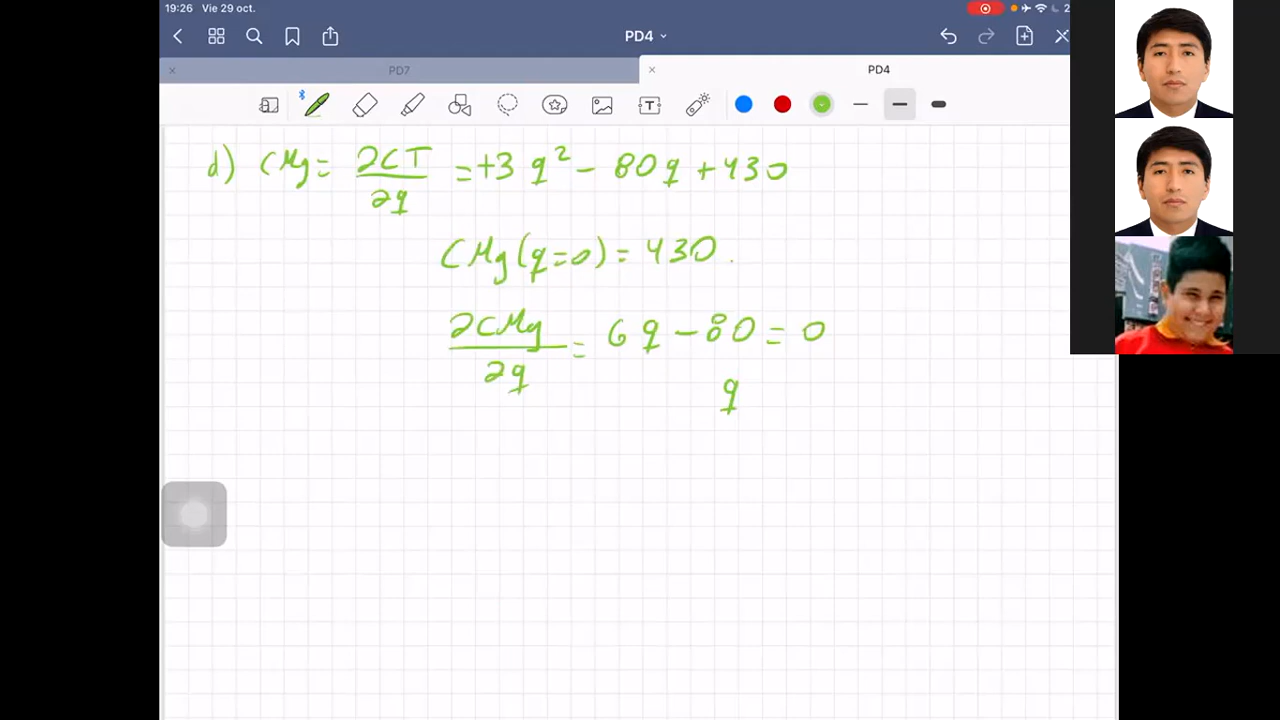 19:26 Vie 29 oct.
PD4
PD7
PD4
d) CMg = ∂CT/∂q = +3q² - 80q + 430
CMg(q=0) = 430.
∂CMg/∂q = 6q - 80 = 0
q